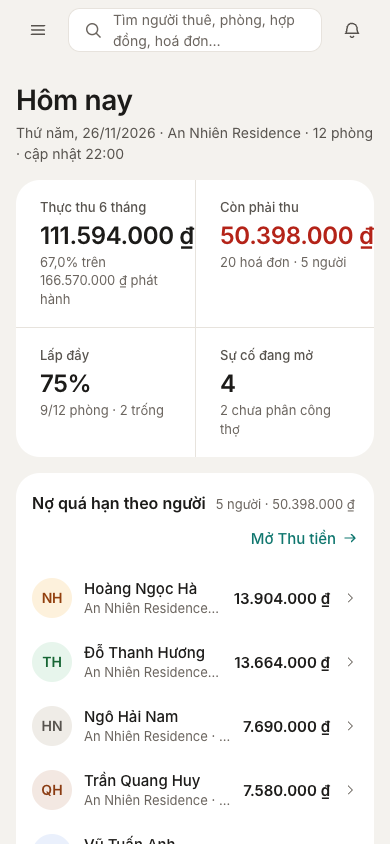 Tìm người thuê, phòng, hợp
đồng, hoá đơn...
Hôm nay
Thứ năm, 26/11/2026 · An Nhiên Residence · 12 phòng
· cập nhật 22:00
Thực thu 6 tháng
111.594.000 ₫
67,0% trên
166.570.000 ₫ phát
hành
Còn phải thu
50.398.000 ₫
20 hoá đơn · 5 người
Lấp đầy
75%
9/12 phòng · 2 trống
Sự cố đang mở
4
2 chưa phân công
thợ
Nợ quá hạn theo người 5 người · 50.398.000 ₫
Mở Thu tiền →
NH Hoàng Ngọc Hà 13.904.000 ₫
An Nhiên Residence...
TH Đỗ Thanh Hương 13.664.000 ₫
An Nhiên Residence...
HN Ngô Hải Nam 7.690.000 ₫
An Nhiên Residence · ...
QH Trần Quang Huy 7.580.000 ₫
An Nhiên Residence · ...
Vũ Tuấn Anh